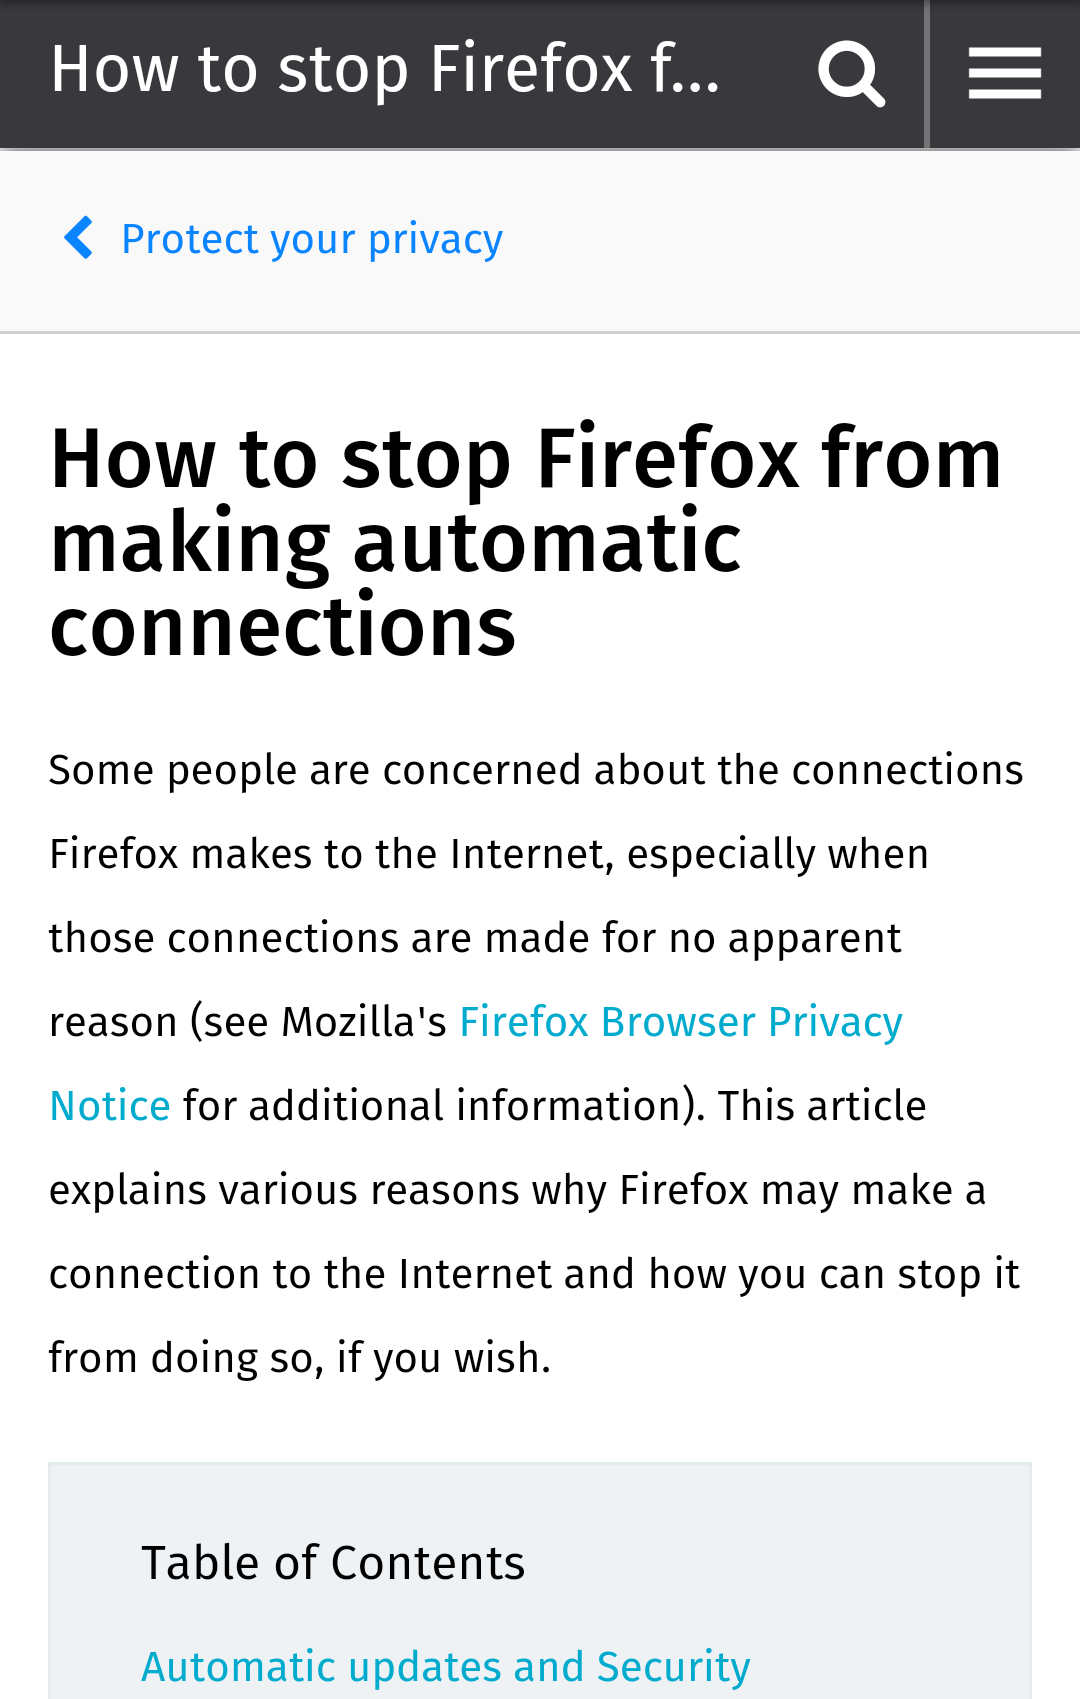 How to stop Firefox f...
Protect your privacy
How to stop Firefox from
making automatic
connections
Some people are concerned about the connections
Firefox makes to the Internet, especially when
those connections are made for no apparent
reason (see Mozilla's Firefox Browser Privacy
Notice for additional information). This article
explains various reasons why Firefox may make a
connection to the Internet and how you can stop it
from doing so, if you wish.
Table of Contents
Automatic updates and Security